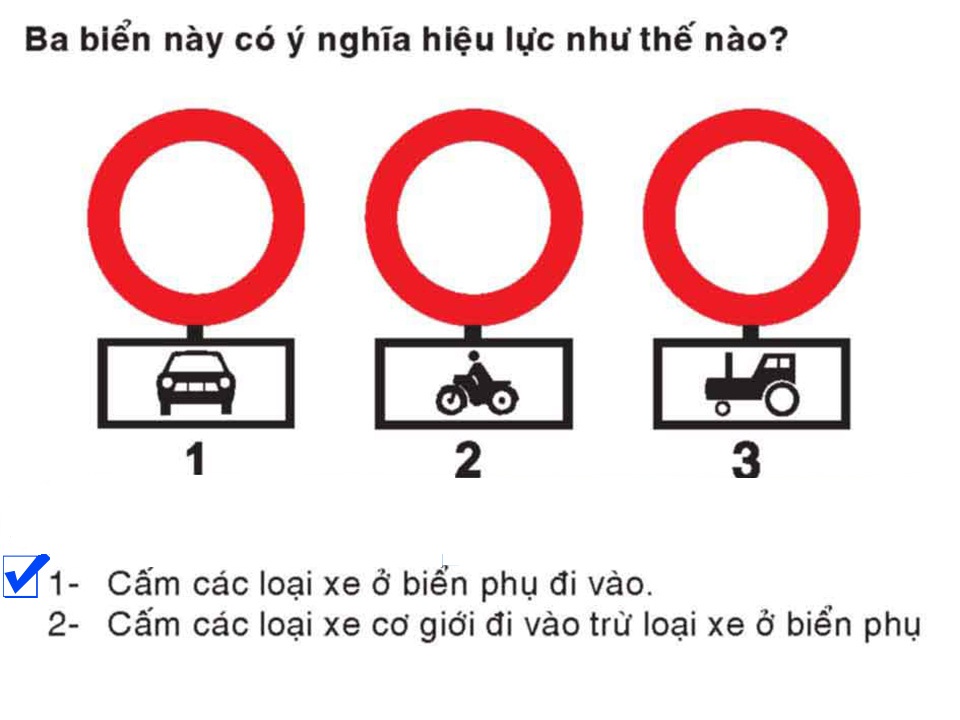 Ba biển này có ý nghĩa hiệu lực như thế nào?
1 2 3
1- Cấm các loại xe ở biển phụ đi vào.
2- Cấm các loại xe cơ giới đi vào trừ loại xe ở biển phụ